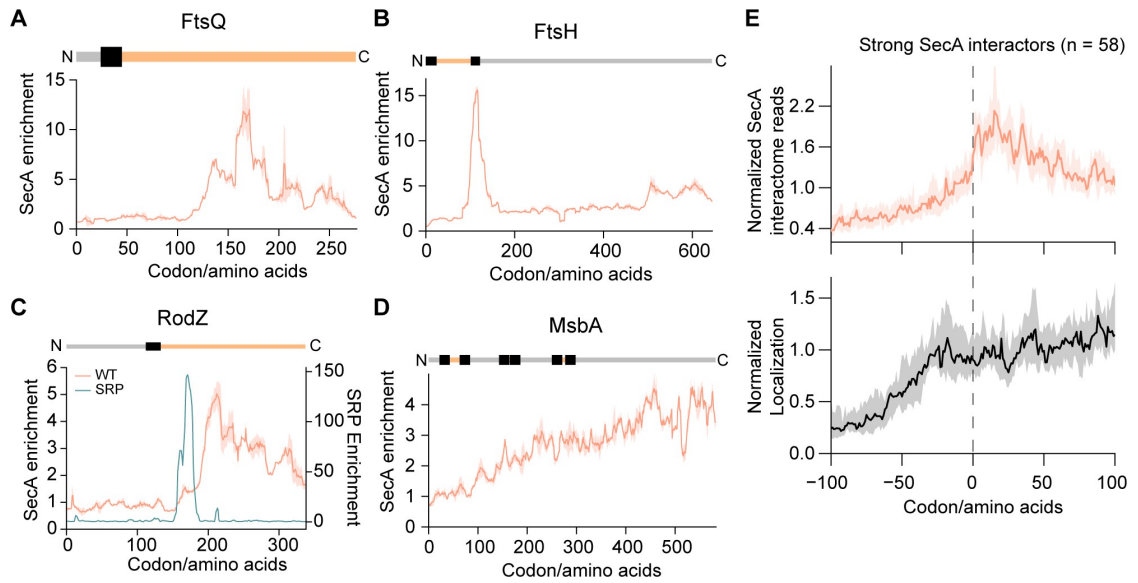 A
FtsQ
N
C
15
10
5
0
SecA enrichment
0 50 100 150 200 250
Codon/amino acids
B
FtsH
N
C
15
10
5
0
SecA enrichment
0 200 400 600
Codon/amino acids
C
RodZ
N
C
6
5
4
3
2
1
0
SecA enrichment
WT
SRP
150
100
50
0
SRP Enrichment
0 100 200 300
Codon/amino acids
D
MsbA
N
C
4
3
2
1
0
SecA enrichment
0 100 200 300 400 500
Codon/amino acids
E
Strong SecA interactors (n = 58)
2.2
1.6
1.0
0.4
Normalized SecA
interactome reads
1.5
1.0
0.5
0.0
Normalized
Localization
−100 −50 0 50 100
Codon/amino acids